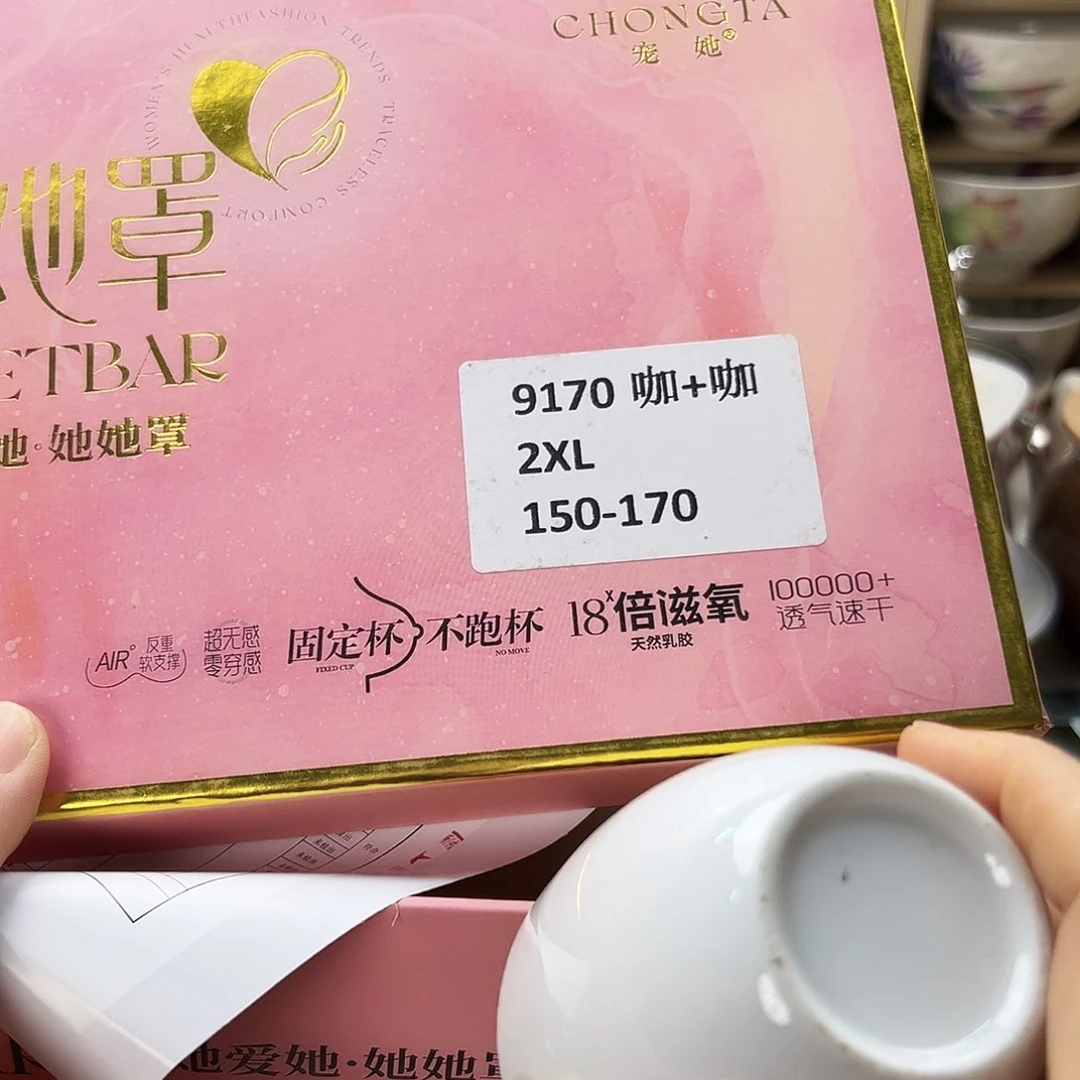 CHONGTA
宠她
WOMEN'S HEALTH FASHION TRENDS TRACELESS COMFORT
她罩
ETBAR
她·她她罩
9170 咖+咖
2XL
150-170
AIR° 反重 软支撑
超无感
零穿感
固定杯 不跑杯
FIXED CUP
NO MOVE
18x倍滋氧
天然乳胶
100000+
透气速干
她爱她·她她罩